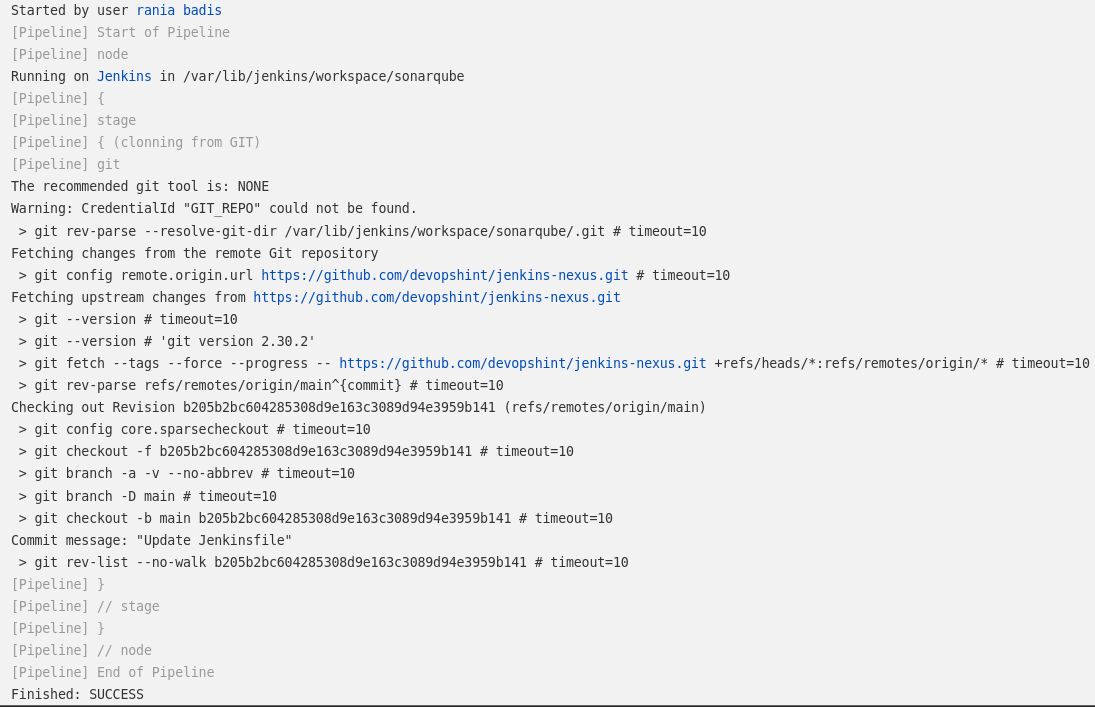 Started by user rania badis
[Pipeline] Start of Pipeline
[Pipeline] node
Running on Jenkins in /var/lib/jenkins/workspace/sonarqube
[Pipeline] {
[Pipeline] stage
[Pipeline] { (clonning from GIT)
[Pipeline] git
The recommended git tool is: NONE
Warning: CredentialId "GIT_REPO" could not be found.
 > git rev-parse --resolve-git-dir /var/lib/jenkins/workspace/sonarqube/.git # timeout=10
Fetching changes from the remote Git repository
 > git config remote.origin.url https://github.com/devopshint/jenkins-nexus.git # timeout=10
Fetching upstream changes from https://github.com/devopshint/jenkins-nexus.git
 > git --version # timeout=10
 > git --version # 'git version 2.30.2'
 > git fetch --tags --force --progress -- https://github.com/devopshint/jenkins-nexus.git +refs/heads/*:refs/remotes/origin/* # timeout=10
 > git rev-parse refs/remotes/origin/main^{commit} # timeout=10
Checking out Revision b205b2bc604285308d9e163c3089d94e3959b141 (refs/remotes/origin/main)
 > git config core.sparsecheckout # timeout=10
 > git checkout -f b205b2bc604285308d9e163c3089d94e3959b141 # timeout=10
 > git branch -a -v --no-abbrev # timeout=10
 > git branch -D main # timeout=10
 > git checkout -b main b205b2bc604285308d9e163c3089d94e3959b141 # timeout=10
Commit message: "Update Jenkinsfile"
 > git rev-list --no-walk b205b2bc604285308d9e163c3089d94e3959b141 # timeout=10
[Pipeline] }
[Pipeline] // stage
[Pipeline] }
[Pipeline] // node
[Pipeline] End of Pipeline
Finished: SUCCESS